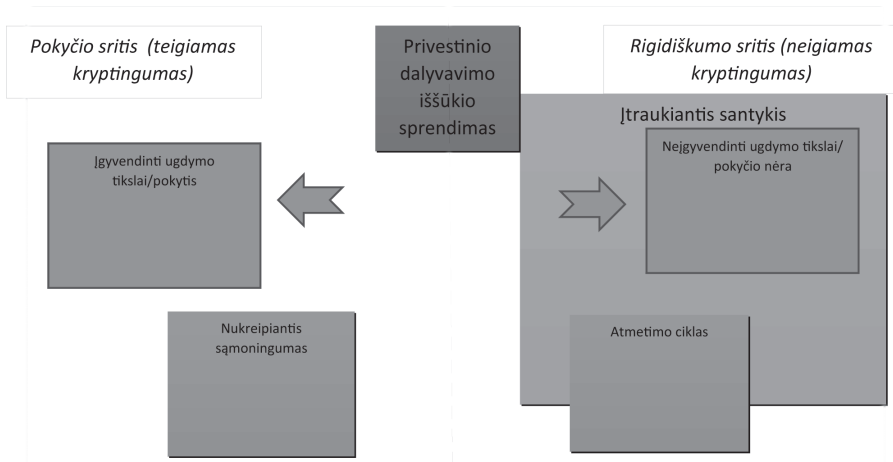 Pokyčio sritis (teigiamas
kryptingumas)
Privestinio
dalyvavimo
iššūkio
sprendimas
Rigidiškumo sritis (neigiamas
kryptingumas)
Įtraukiantis santykis
Įgyvendinti ugdymo
tikslai/pokytis
Neįgyvendinti ugdymo tikslai/
pokyčio nėra
Nukreipiantis
sąmoningumas
Atmetimo ciklas